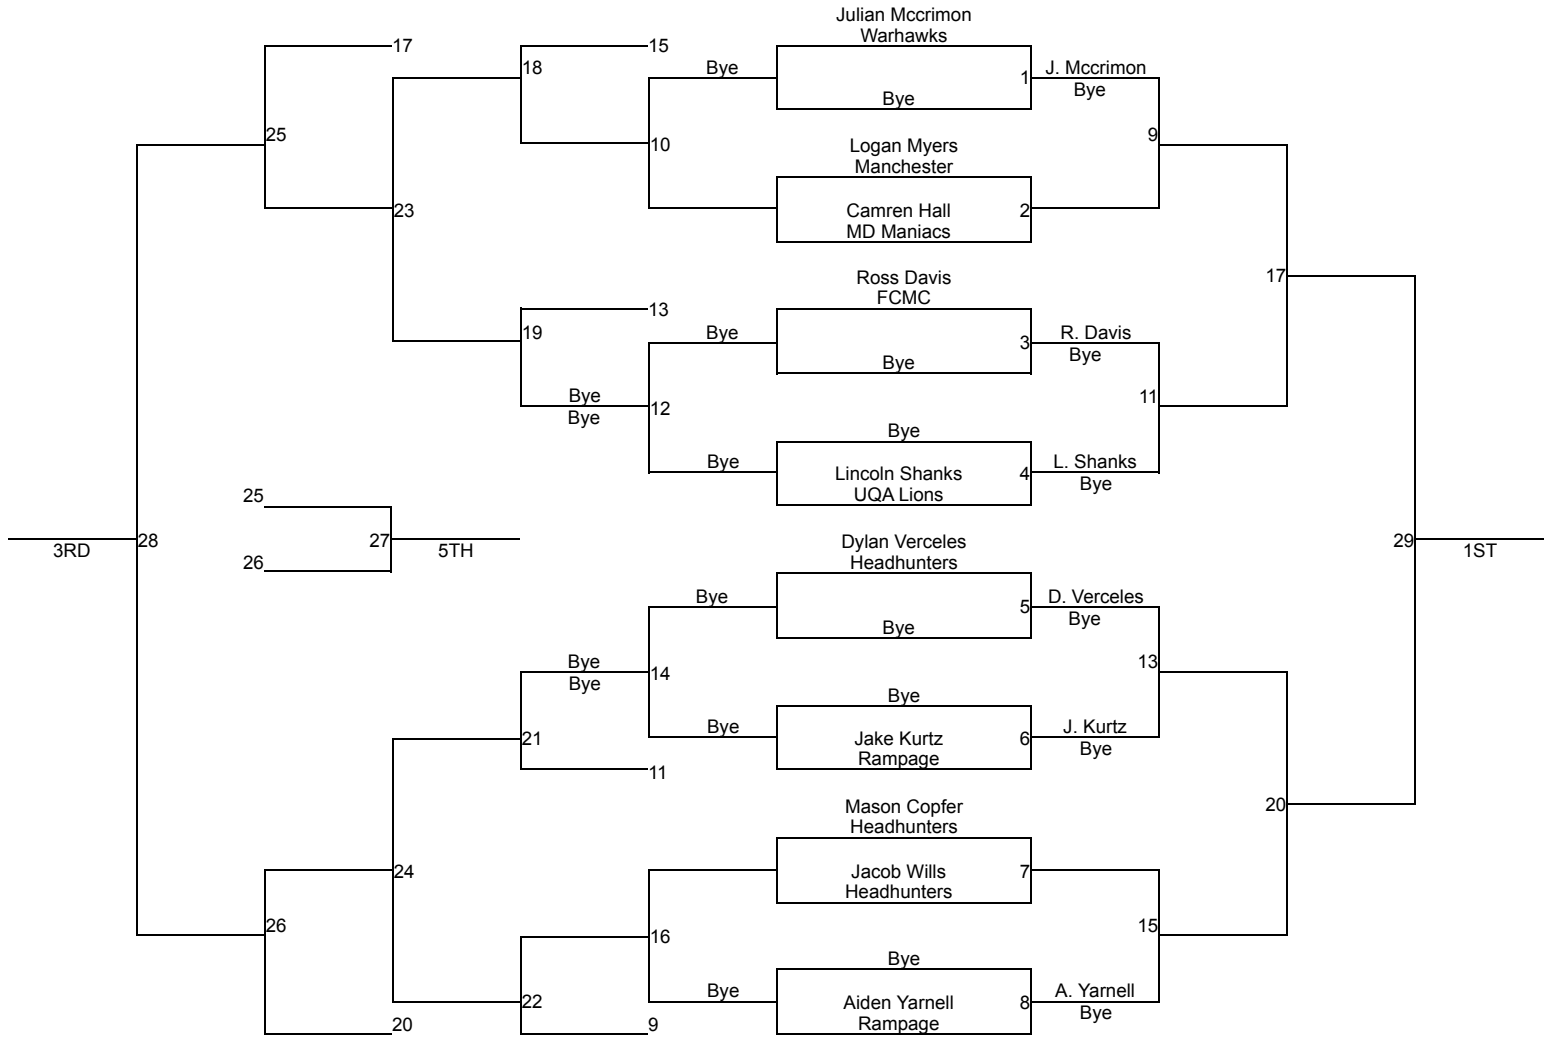 Julian Mccrimon
Warhawks
17
15
18
Bye
1
J. Mccrimon
Bye
Bye
25
10
9
Logan Myers
Manchester
23
Camren Hall
2
MD Maniacs
Ross Davis
FCMC
17
13
19
Bye
3
R. Davis
Bye
Bye
Bye
12
11
Bye
Bye
Bye
Lincoln Shanks
4
L. Shanks
UQA Lions
Bye
25
3RD
28
27
5TH
26
Dylan Verceles
Headhunters
29
1ST
Bye
5
D. Verceles
Bye
Bye
Bye
14
13
Bye
Bye
21
Bye
Jake Kurtz
6
J. Kurtz
Rampage
Bye
11
Mason Copfer
Headhunters
20
24
Jacob Wills
7
Headhunters
26
16
15
Bye
22
Bye
Aiden Yarnell
8
A. Yarnell
Bye
20
9
Rampage